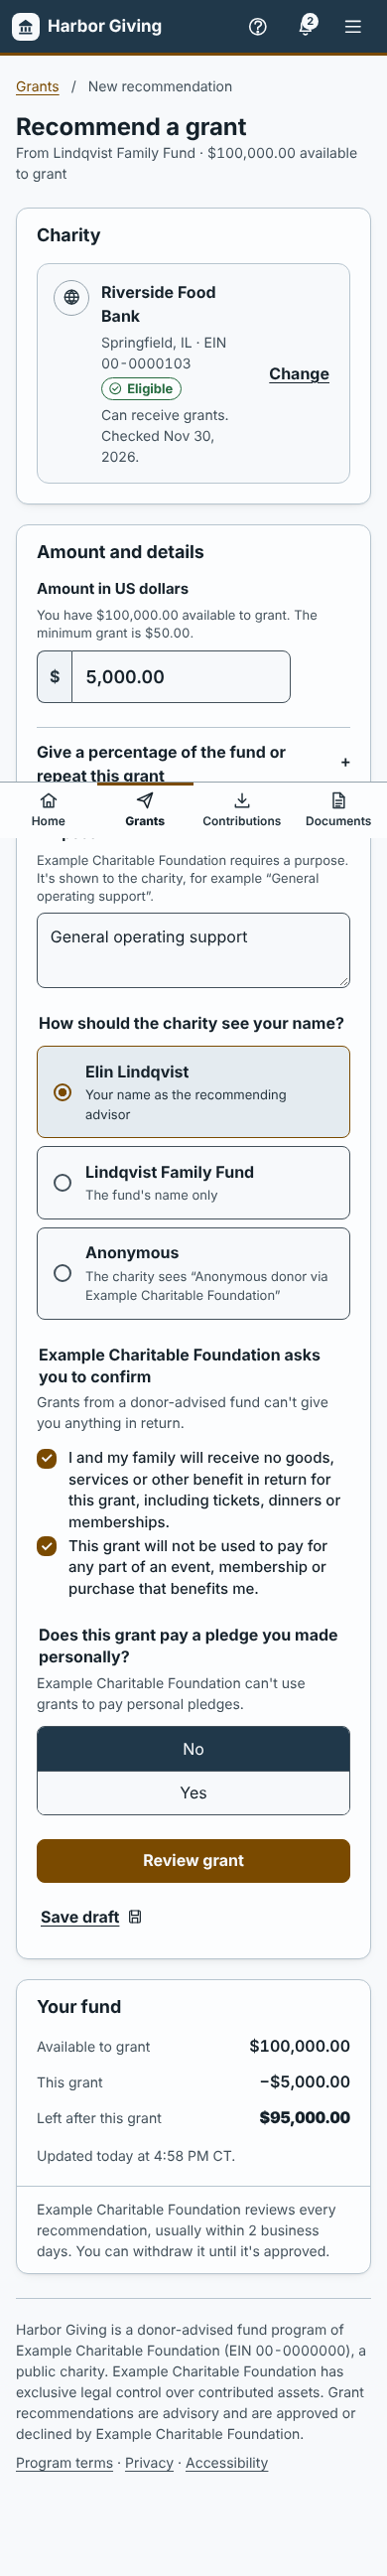 Harbor Giving
2
Grants / New recommendation
Recommend a grant
From Lindqvist Family Fund · $100,000.00 available
to grant
Charity
Riverside Food
Bank
Springfield, IL · EIN
00-0000103
Eligible
Can receive grants.
Checked Nov 30,
2026.
Change
Amount and details
Amount in US dollars
You have $100,000.00 available to grant. The
minimum grant is $50.00.
$ 5,000.00
Give a percentage of the fund or
repeat this grant
+
Home
Grants
Contributions
Documents
Example Charitable Foundation requires a purpose.
It's shown to the charity, for example “General
operating support”.
General operating support
How should the charity see your name?
Elin Lindqvist
Your name as the recommending
advisor
Lindqvist Family Fund
The fund's name only
Anonymous
The charity sees “Anonymous donor via
Example Charitable Foundation”
Example Charitable Foundation asks
you to confirm
Grants from a donor-advised fund can't give
you anything in return.
I and my family will receive no goods,
services or other benefit in return for
this grant, including tickets, dinners or
memberships.
This grant will not be used to pay for
any part of an event, membership or
purchase that benefits me.
Does this grant pay a pledge you made
personally?
Example Charitable Foundation can't use
grants to pay personal pledges.
No
Yes
Review grant
Save draft
Your fund
Available to grant $100,000.00
This grant −$5,000.00
Left after this grant $95,000.00
Updated today at 4:58 PM CT.
Example Charitable Foundation reviews every
recommendation, usually within 2 business
days. You can withdraw it until it's approved.
Harbor Giving is a donor-advised fund program of
Example Charitable Foundation (EIN 00-0000000), a
public charity. Example Charitable Foundation has
exclusive legal control over contributed assets. Grant
recommendations are advisory and are approved or
declined by Example Charitable Foundation.
Program terms · Privacy · Accessibility